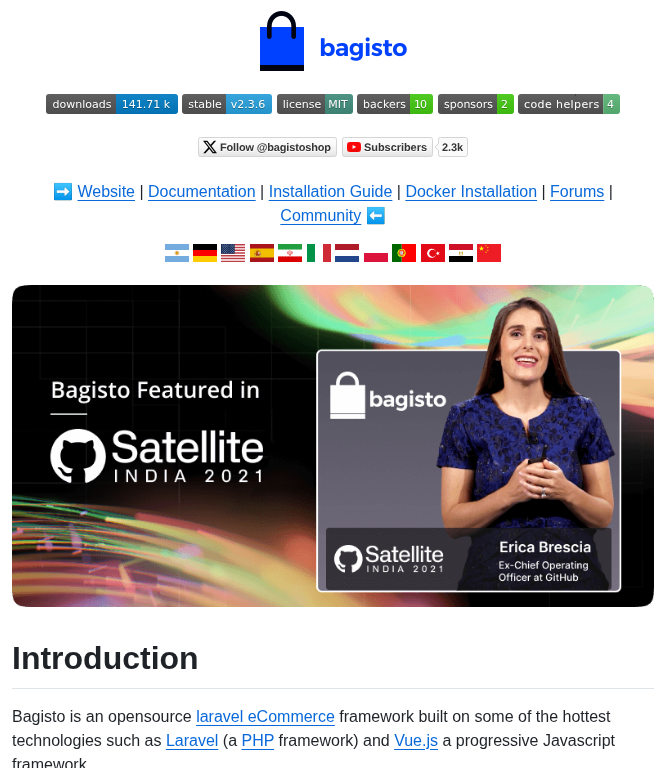 bagisto
downloads 141.71 k stable v2.3.6 license MIT backers 10 sponsors 2 code helpers 4
Follow @bagistoshop Subscribers 2.3k
Website | Documentation | Installation Guide | Docker Installation | Forums |
Community
Bagisto Featured in
Satellite
INDIA 2021
bagisto
Satellite
INDIA 2021
Erica Brescia
Ex-Chief Operating
Officer at GitHub
Introduction
Bagisto is an opensource laravel eCommerce framework built on some of the hottest
technologies such as Laravel (a PHP framework) and Vue.js a progressive Javascript
framework